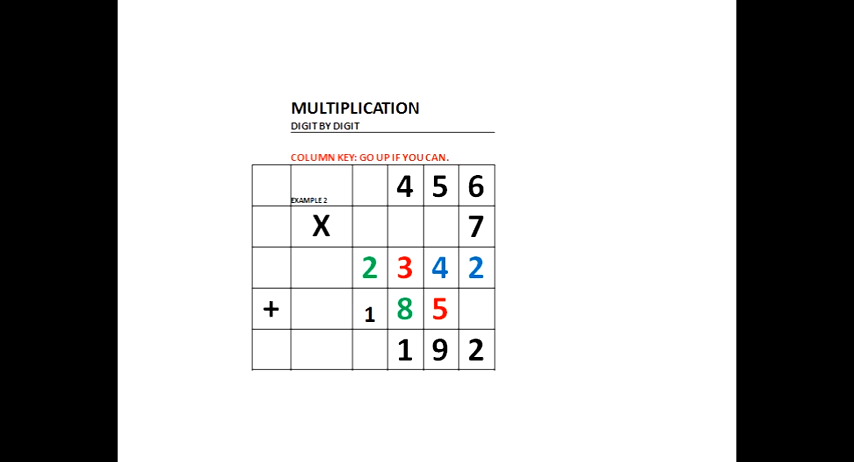 MULTIPLICATION
DIGIT BY DIGIT
COLUMN KEY: GO UP IF YOU CAN.
EXAMPLE 2 4 5 6
X 7
2 3 4 2
+ 1 8 5
1 9 2